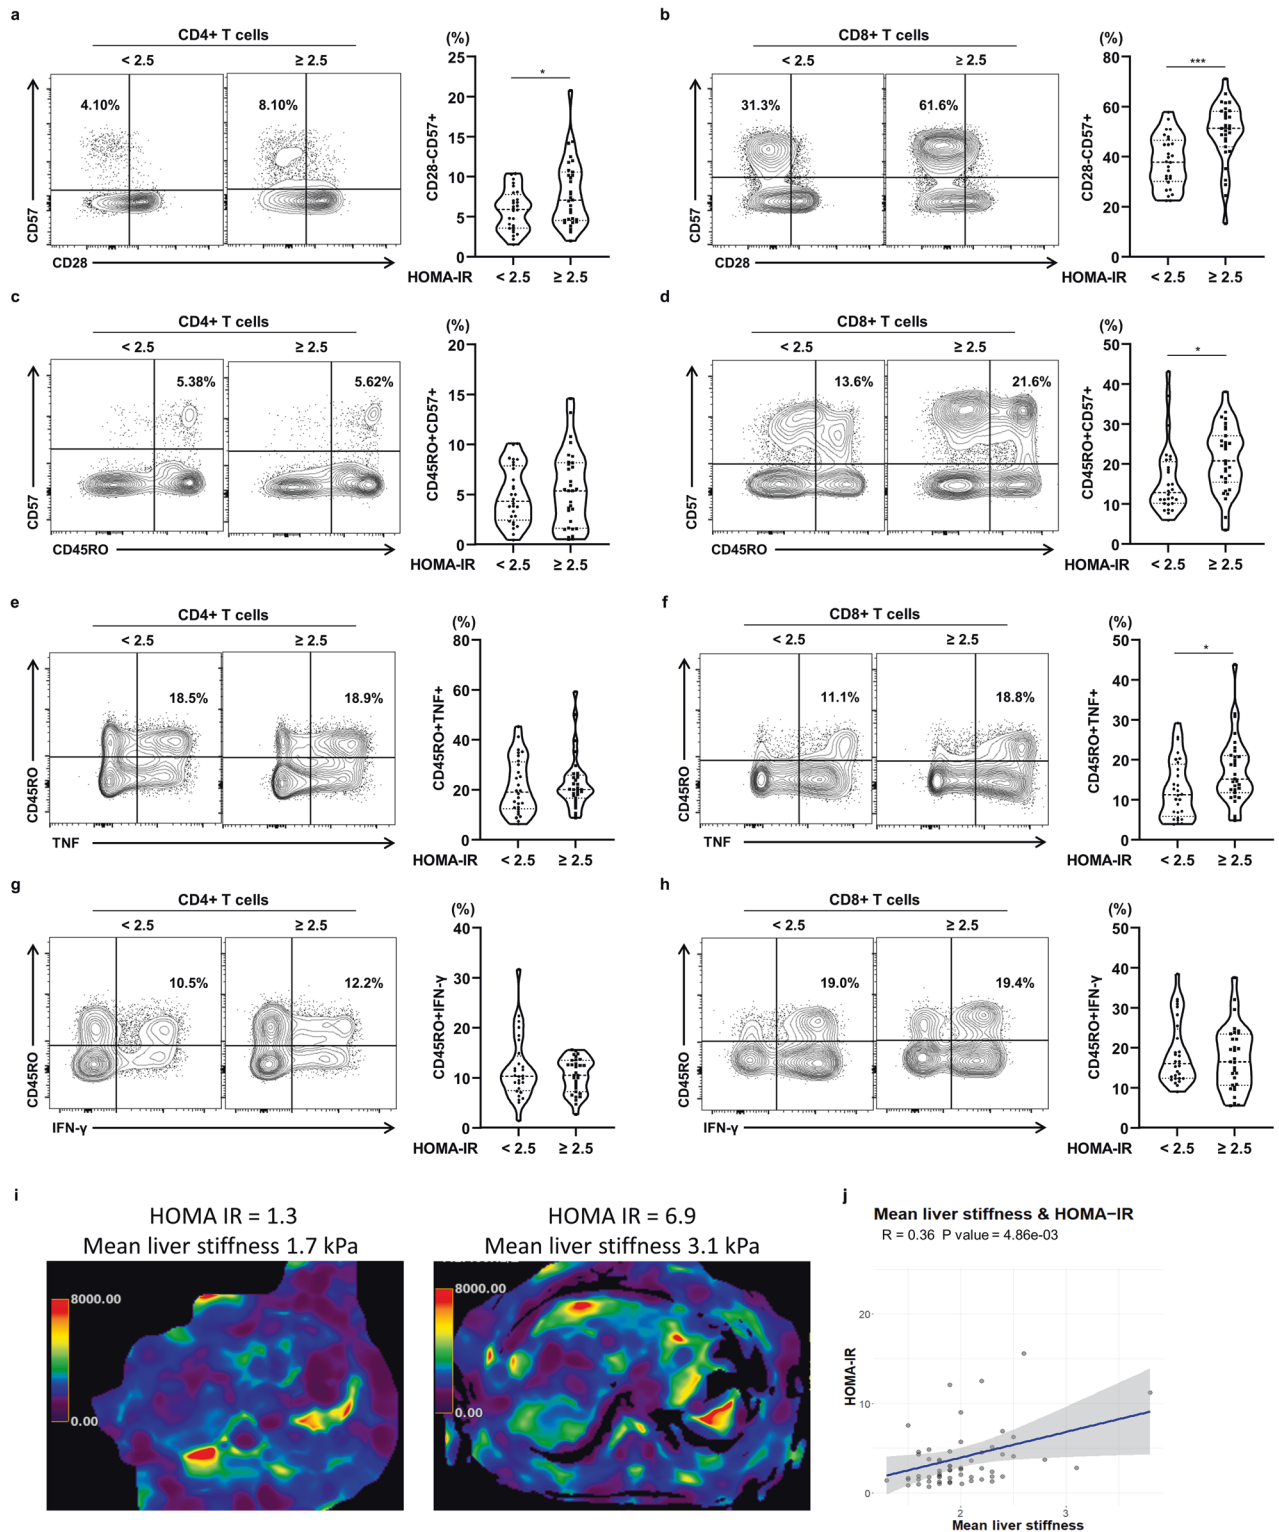 a
CD4+ T cells
< 2.5
≥ 2.5
4.10%
8.10%
CD57
CD28
(%)
CD28-CD57+
25
20
15
10
5
0
*
HOMA-IR
< 2.5
≥ 2.5
b
CD8+ T cells
< 2.5
≥ 2.5
31.3%
61.6%
CD57
CD28
(%)
CD28-CD57+
80
60
40
20
0
***
HOMA-IR
< 2.5
≥ 2.5
c
CD4+ T cells
< 2.5
≥ 2.5
5.38%
5.62%
CD57
CD45RO
(%)
CD45RO+CD57+
20
15
10
5
0
HOMA-IR
< 2.5
≥ 2.5
d
CD8+ T cells
< 2.5
≥ 2.5
13.6%
21.6%
CD57
CD45RO
(%)
CD45RO+CD57+
50
40
30
20
10
0
*
HOMA-IR
< 2.5
≥ 2.5
e
CD4+ T cells
< 2.5
≥ 2.5
18.5%
18.9%
CD45RO
TNF
(%)
CD45RO+TNF+
80
60
40
20
0
HOMA-IR
< 2.5
≥ 2.5
f
CD8+ T cells
< 2.5
≥ 2.5
11.1%
18.8%
CD45RO
TNF
(%)
CD45RO+TNF+
50
40
30
20
10
0
*
HOMA-IR
< 2.5
≥ 2.5
g
CD4+ T cells
< 2.5
≥ 2.5
10.5%
12.2%
CD45RO
IFN-γ
(%)
CD45RO+IFN-γ
40
30
20
10
0
HOMA-IR
< 2.5
≥ 2.5
h
CD8+ T cells
< 2.5
≥ 2.5
19.0%
19.4%
CD45RO
IFN-γ
(%)
CD45RO+IFN-γ
50
40
30
20
10
0
HOMA-IR
< 2.5
≥ 2.5
i
HOMA IR = 1.3
Mean liver stiffness 1.7 kPa
8000.00
0.00
HOMA IR = 6.9
Mean liver stiffness 3.1 kPa
8000.00
0.00
j
Mean liver stiffness & HOMA−IR
R = 0.36 P value = 4.86e-03
HOMA-IR
20
10
0
2
3
Mean liver stiffness